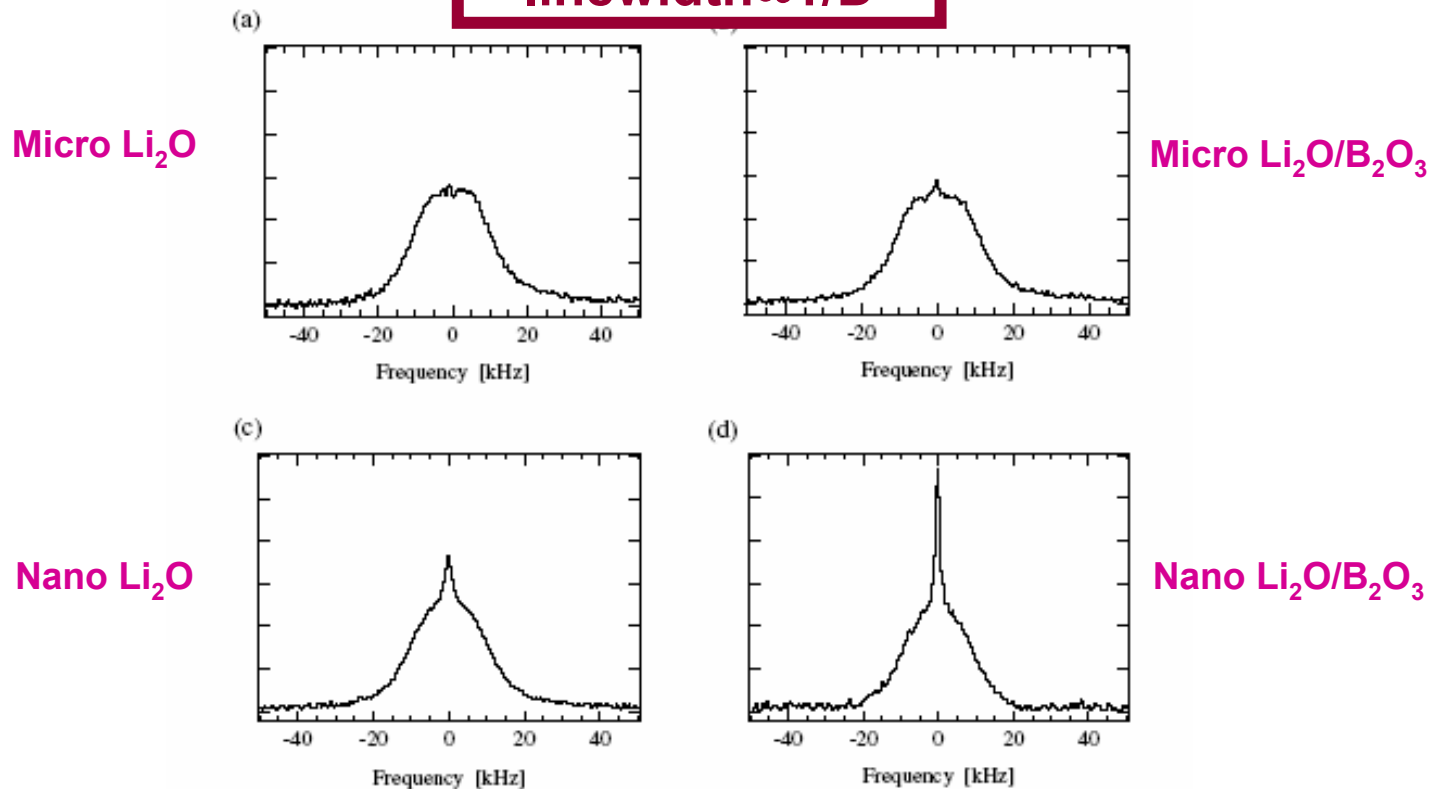 linewidth∝1/B
(a)
Micro Li₂O
-40 -20 0 20 40
Frequency [kHz]
Micro Li₂O/B₂O₃
-40 -20 0 20 40
Frequency [kHz]
(c)
Nano Li₂O
-40 -20 0 20 40
Frequency [kHz]
(d)
Nano Li₂O/B₂O₃
-40 -20 0 20 40
Frequency [kHz]